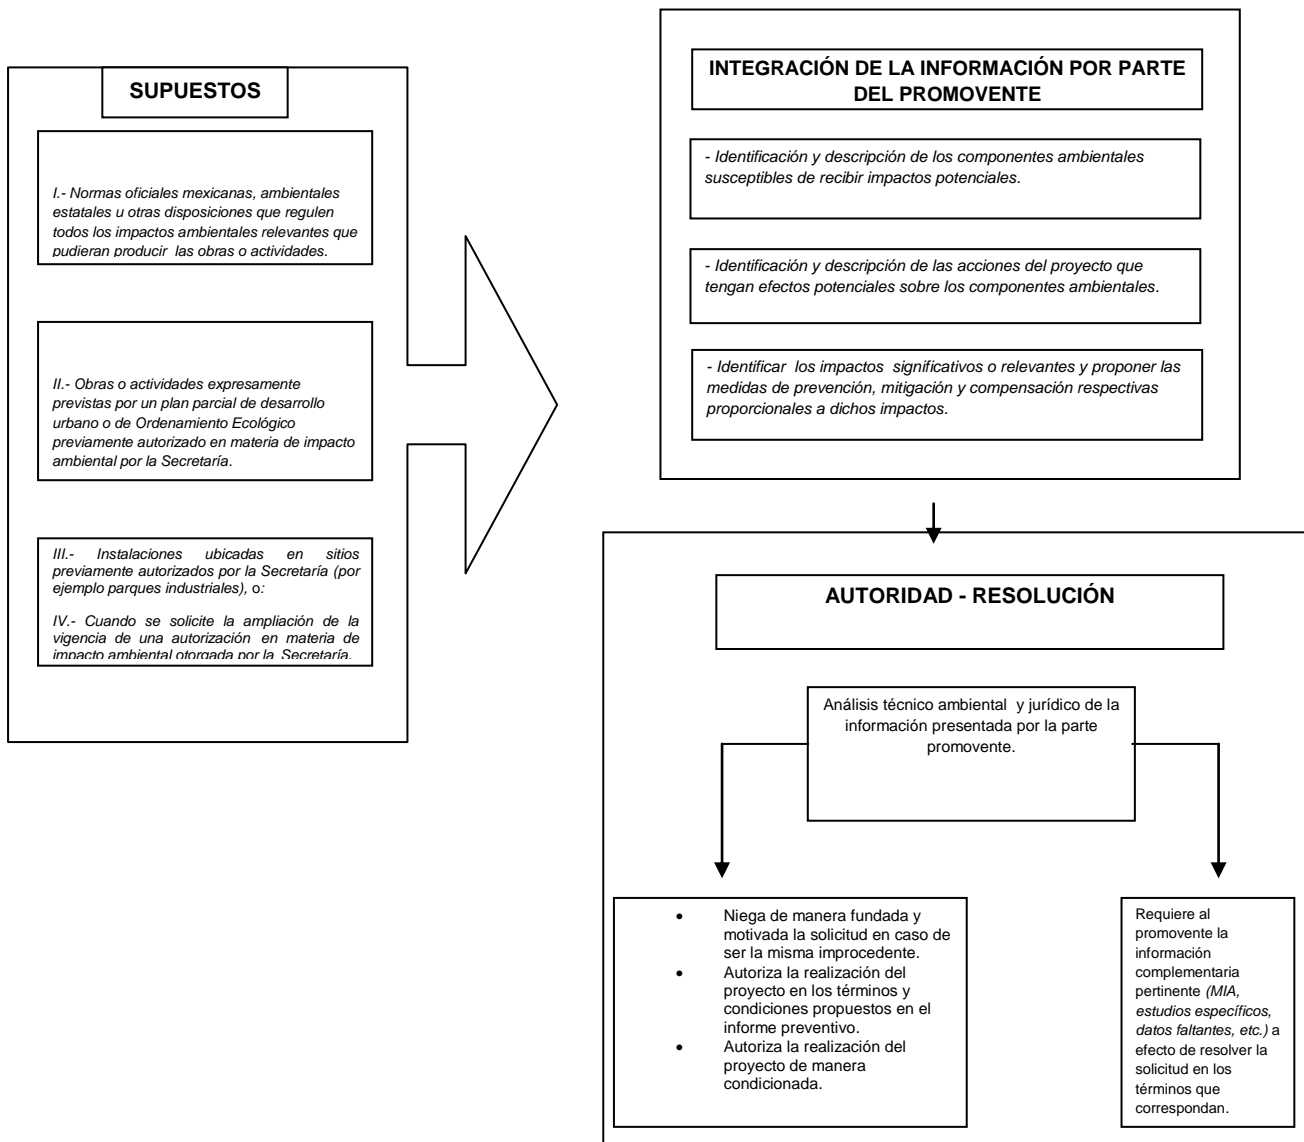 SUPUESTOS
I.- Normas oficiales mexicanas, ambientales
estatales u otras disposiciones que regulen
todos los impactos ambientales relevantes que
pudieran producir las obras o actividades.
II.- Obras o actividades expresamente
previstas por un plan parcial de desarrollo
urbano o de Ordenamiento Ecológico
previamente autorizado en materia de impacto
ambiental por la Secretaría.
III.- Instalaciones ubicadas en sitios
previamente autorizados por la Secretaría (por
ejemplo parques industriales), o:
IV.- Cuando se solicite la ampliación de la
vigencia de una autorización en materia de
impacto ambiental otorgada por la Secretaría.
INTEGRACIÓN DE LA INFORMACIÓN POR PARTE
DEL PROMOVENTE
- Identificación y descripción de los componentes ambientales
susceptibles de recibir impactos potenciales.
- Identificación y descripción de las acciones del proyecto que
tengan efectos potenciales sobre los componentes ambientales.
- Identificar los impactos significativos o relevantes y proponer las
medidas de prevención, mitigación y compensación respectivas
proporcionales a dichos impactos.
AUTORIDAD - RESOLUCIÓN
Análisis técnico ambiental y jurídico de la
información presentada por la parte
promovente.
• Niega de manera fundada y
motivada la solicitud en caso de
ser la misma improcedente.
• Autoriza la realización del
proyecto en los términos y
condiciones propuestos en el
informe preventivo.
• Autoriza la realización del
proyecto de manera
condicionada.
Requiere al
promovente la
información
complementaria
pertinente (MIA,
estudios específicos,
datos faltantes, etc.) a
efecto de resolver la
solicitud en los
términos que
correspondan.